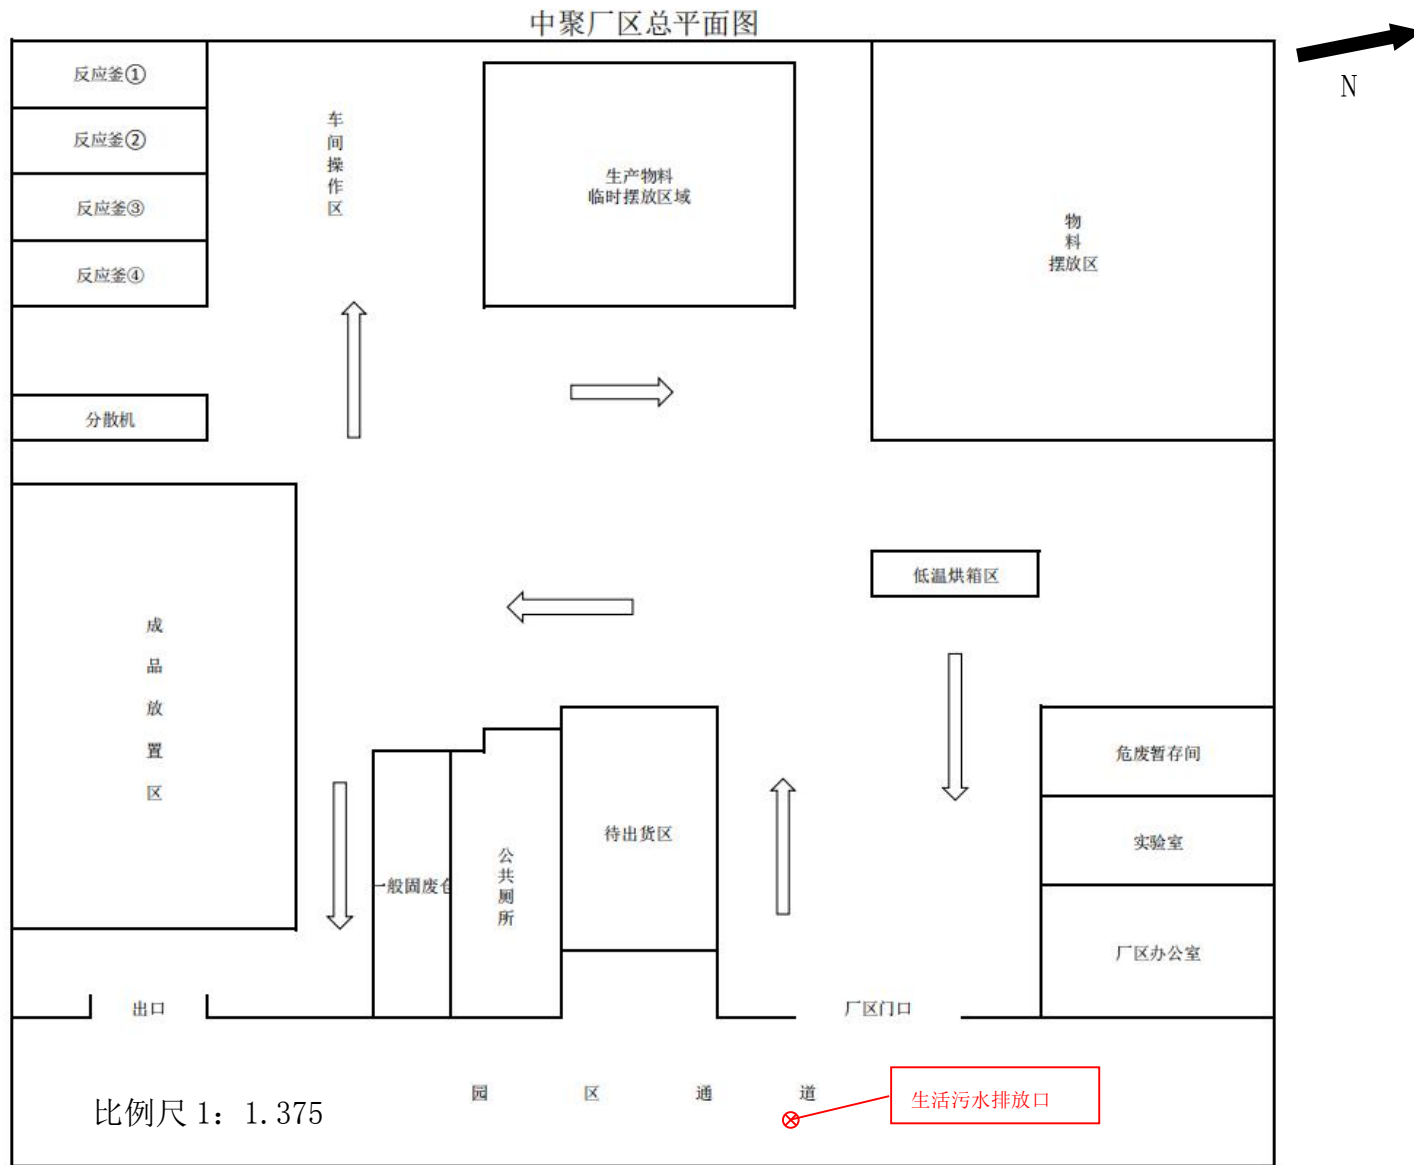 中聚厂区总平面图
N
反应釜①
反应釜②
反应釜③
反应釜④
车间操作区
生产物料
临时摆放区域
物
料
摆放区
分散机
低温烘箱区
成品放置区
危废暂存间
实验室
厂区办公室
待出货区
公共厕所
一般固废仓
出口
厂区门口
园区通道
生活污水排放口
比例尺 1: 1.375